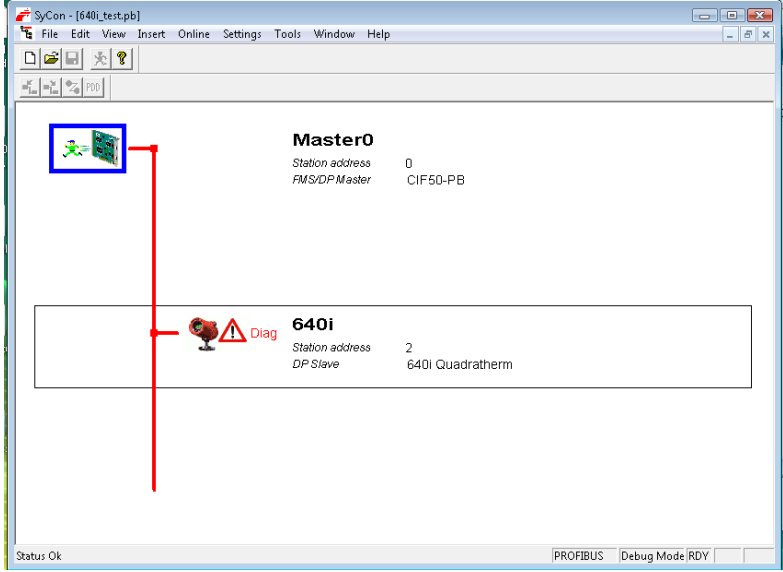 SyCon - [640i_test.pb]
File Edit View Insert Online Settings Tools Window Help
PDD
Master0
Station address 0
FMS/DP Master CIF50-PB
Diag
640i
Station address 2
DP Slave 640i Quadratherm
Status Ok PROFIBUS Debug Mode RDY